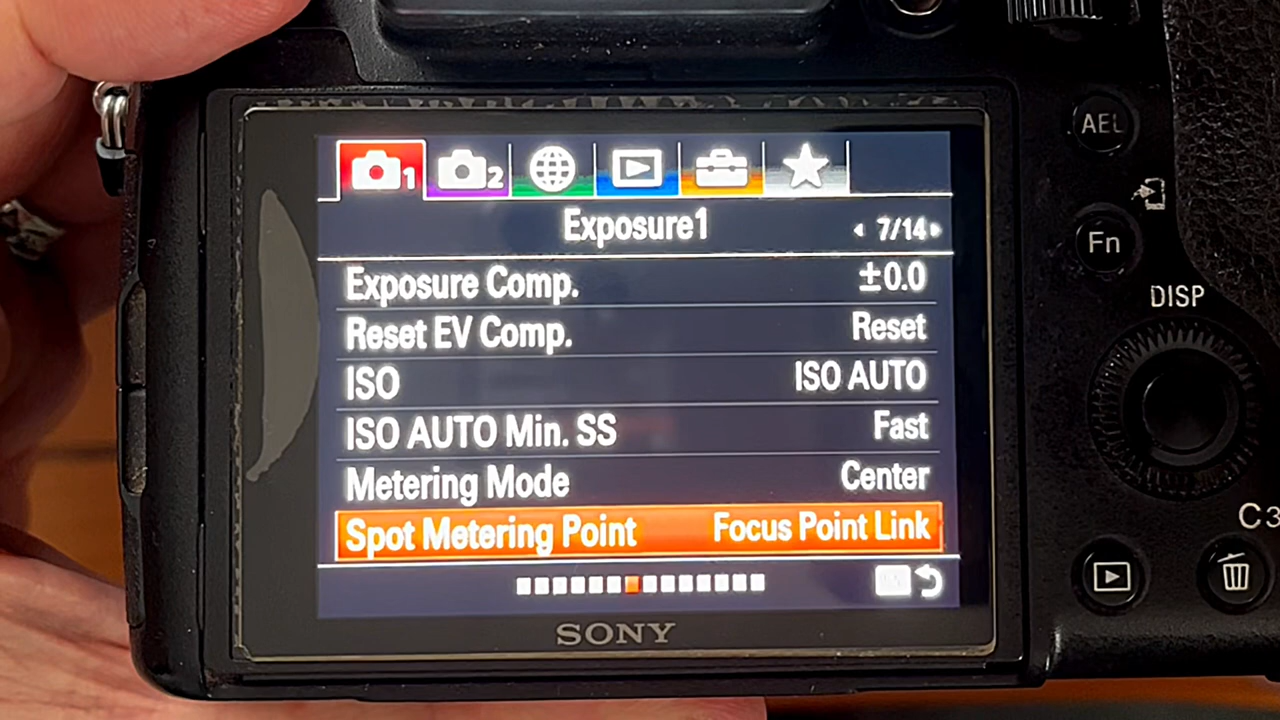 1 2
Exposure1 ◂ 7/14 ▸
Exposure Comp. ±0.0
Reset EV Comp. Reset
ISO ISO AUTO
ISO AUTO Min. SS Fast
Metering Mode Center
Spot Metering Point Focus Point Link
SONY
AEL
Fn
DISP
C3